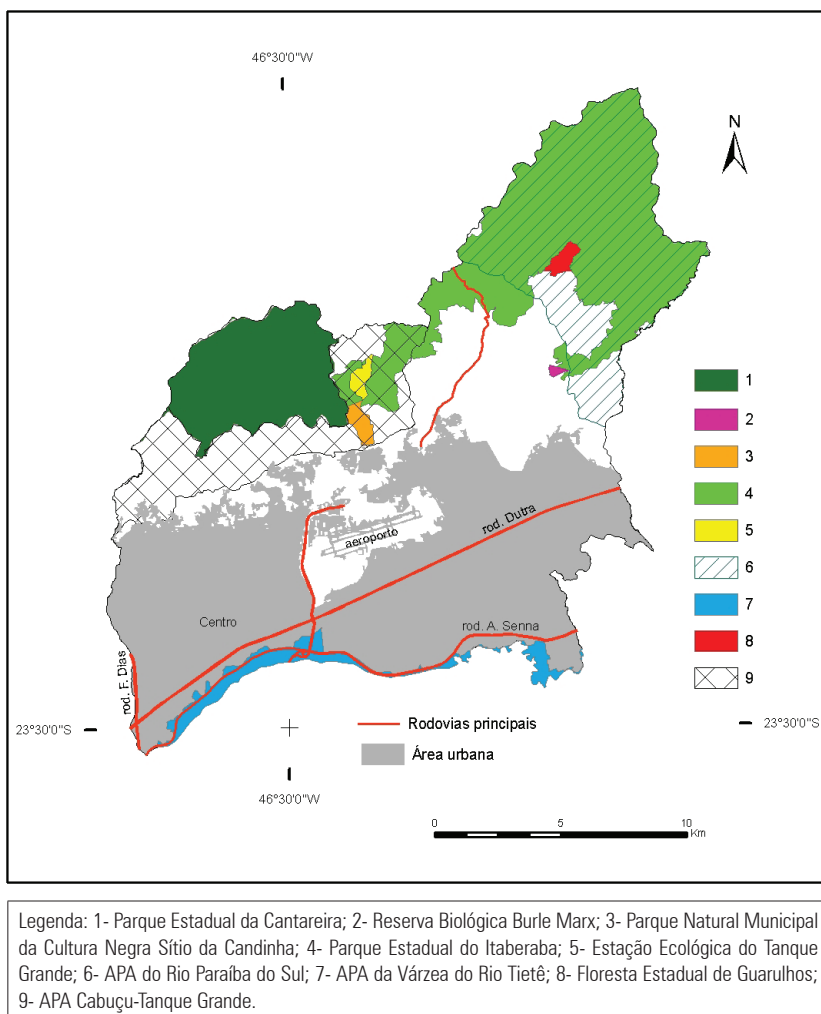 46°30'0"W
N
1
2
3
4
5
6
7
8
9
aeroporto
rod. Dutra
Centro
rod. A. Senna
rod. F. Dias
23°30'0"S
23°30'0"S
Rodovias principais
Área urbana
46°30'0"W
0 5 10
Km
Legenda: 1- Parque Estadual da Cantareira; 2- Reserva Biológica Burle Marx; 3- Parque Natural Municipal
da Cultura Negra Sítio da Candinha; 4- Parque Estadual do Itaberaba; 5- Estação Ecológica do Tanque
Grande; 6- APA do Rio Paraíba do Sul; 7- APA da Várzea do Rio Tietê; 8- Floresta Estadual de Guarulhos;
9- APA Cabuçu-Tanque Grande.